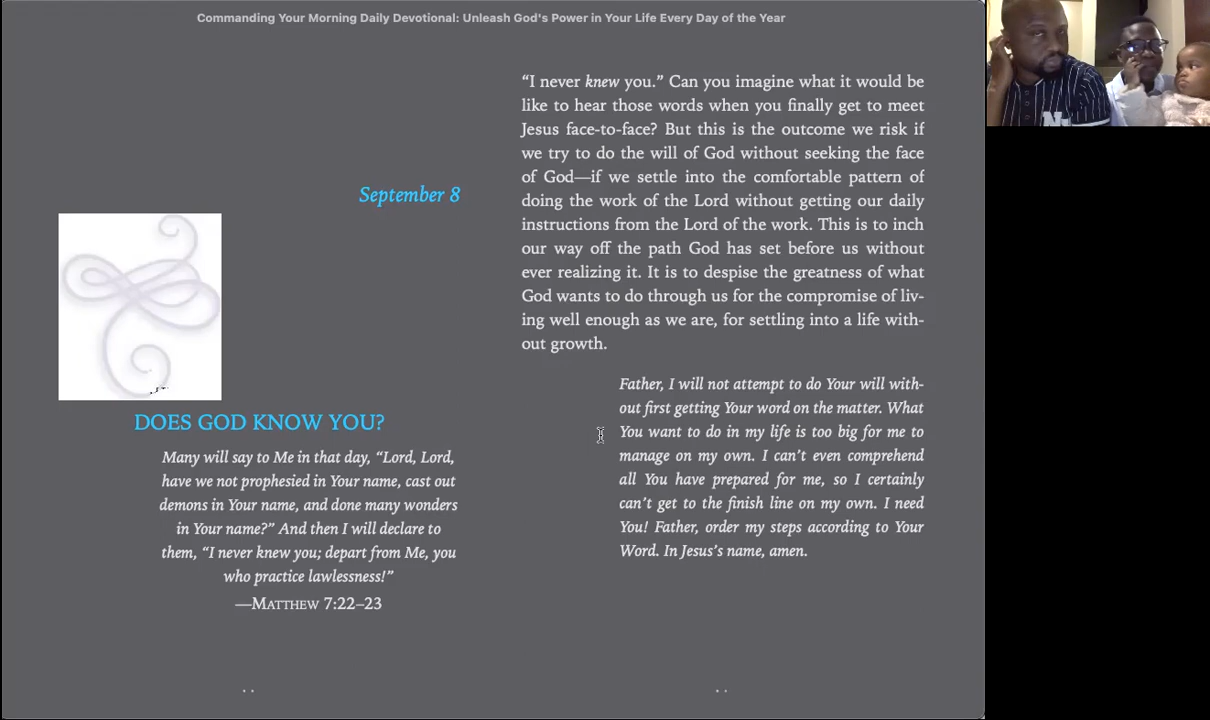 Commanding Your Morning Daily Devotional: Unleash God's Power in Your Life Every Day of the Year
September 8
DOES GOD KNOW YOU?
Many will say to Me in that day, “Lord, Lord,
have we not prophesied in Your name, cast out
demons in Your name, and done many wonders
in Your name?” And then I will declare to
them, “I never knew you; depart from Me, you
who practice lawlessness!”
—Matthew 7:22–23
“I never knew you.” Can you imagine what it would be
like to hear those words when you finally get to meet
Jesus face-to-face? But this is the outcome we risk if
we try to do the will of God without seeking the face
of God—if we settle into the comfortable pattern of
doing the work of the Lord without getting our daily
instructions from the Lord of the work. This is to inch
our way off the path God has set before us without
ever realizing it. It is to despise the greatness of what
God wants to do through us for the compromise of liv-
ing well enough as we are, for settling into a life with-
out growth.
Father, I will not attempt to do Your will with-
out first getting Your word on the matter. What
You want to do in my life is too big for me to
manage on my own. I can’t even comprehend
all You have prepared for me, so I certainly
can’t get to the finish line on my own. I need
You! Father, order my steps according to Your
Word. In Jesus’s name, amen.